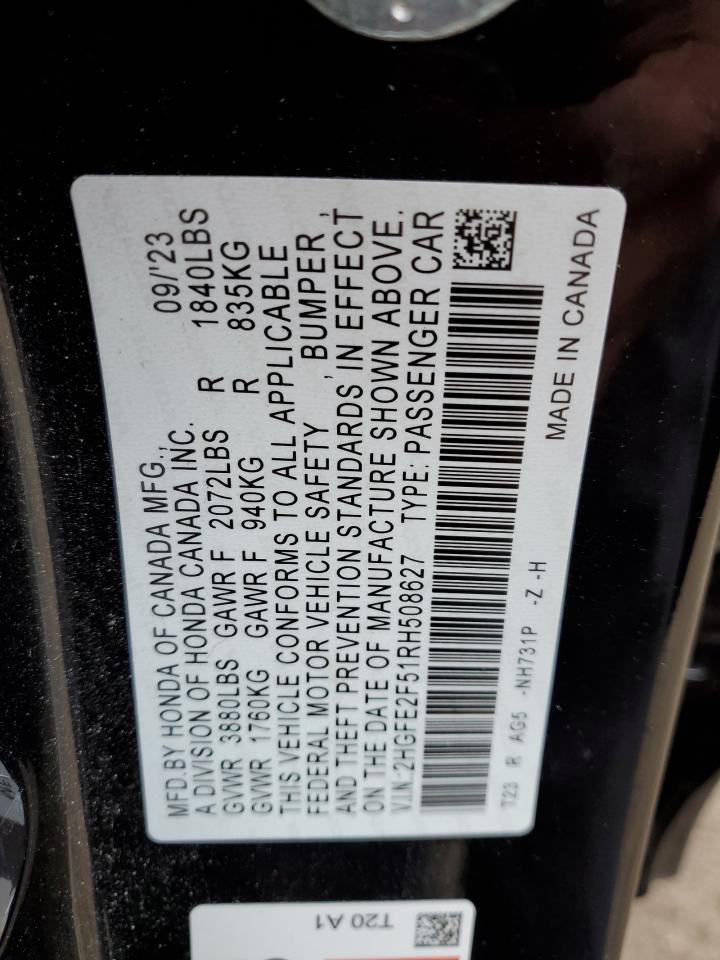 MFD.BY HONDA OF CANADA MFG., 09/'23
A DIVISION OF HONDA CANADA INC.
GVWR 3880LBS GAWR F 2072LBS R 1840LBS
GVWR 1760KG GAWR F 940KG R 835KG
THIS VEHICLE CONFORMS TO ALL APPLICABLE
FEDERAL MOTOR VEHICLE SAFETY , BUMPER ,
AND THEFT PREVENTION STANDARDS IN EFFECT
ON THE DATE OF MANUFACTURE SHOWN ABOVE.
V.I.N.:2HGFE2F51RH508627 TYPE: PASSENGER CAR
T23 R AG5 -NH731P -Z -H
MADE IN CANADA
T20 A1